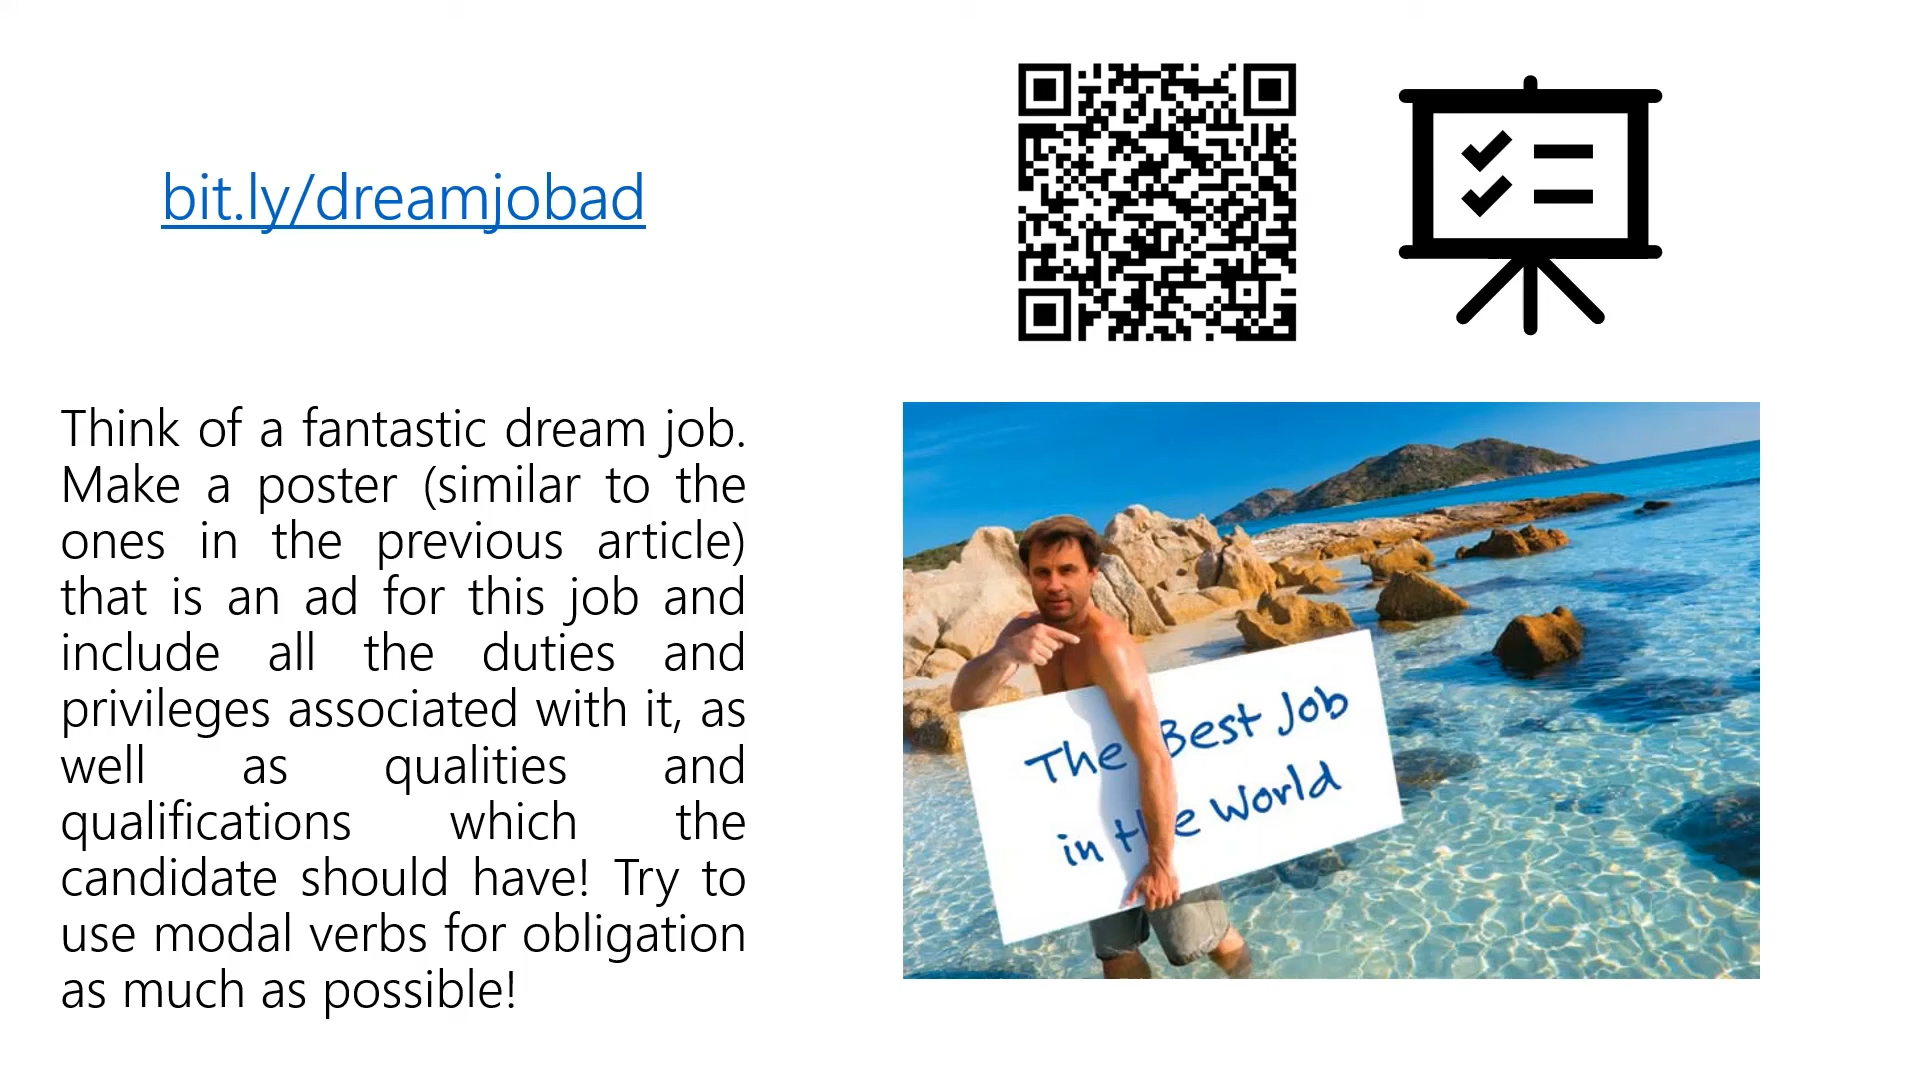 bit.ly/dreamjobad
Think of a fantastic dream job.
Make a poster (similar to the
ones in the previous article)
that is an ad for this job and
include all the duties and
privileges associated with it, as
well as qualities and
qualifications which the
candidate should have! Try to
use modal verbs for obligation
as much as possible!
The Best Job
in the World